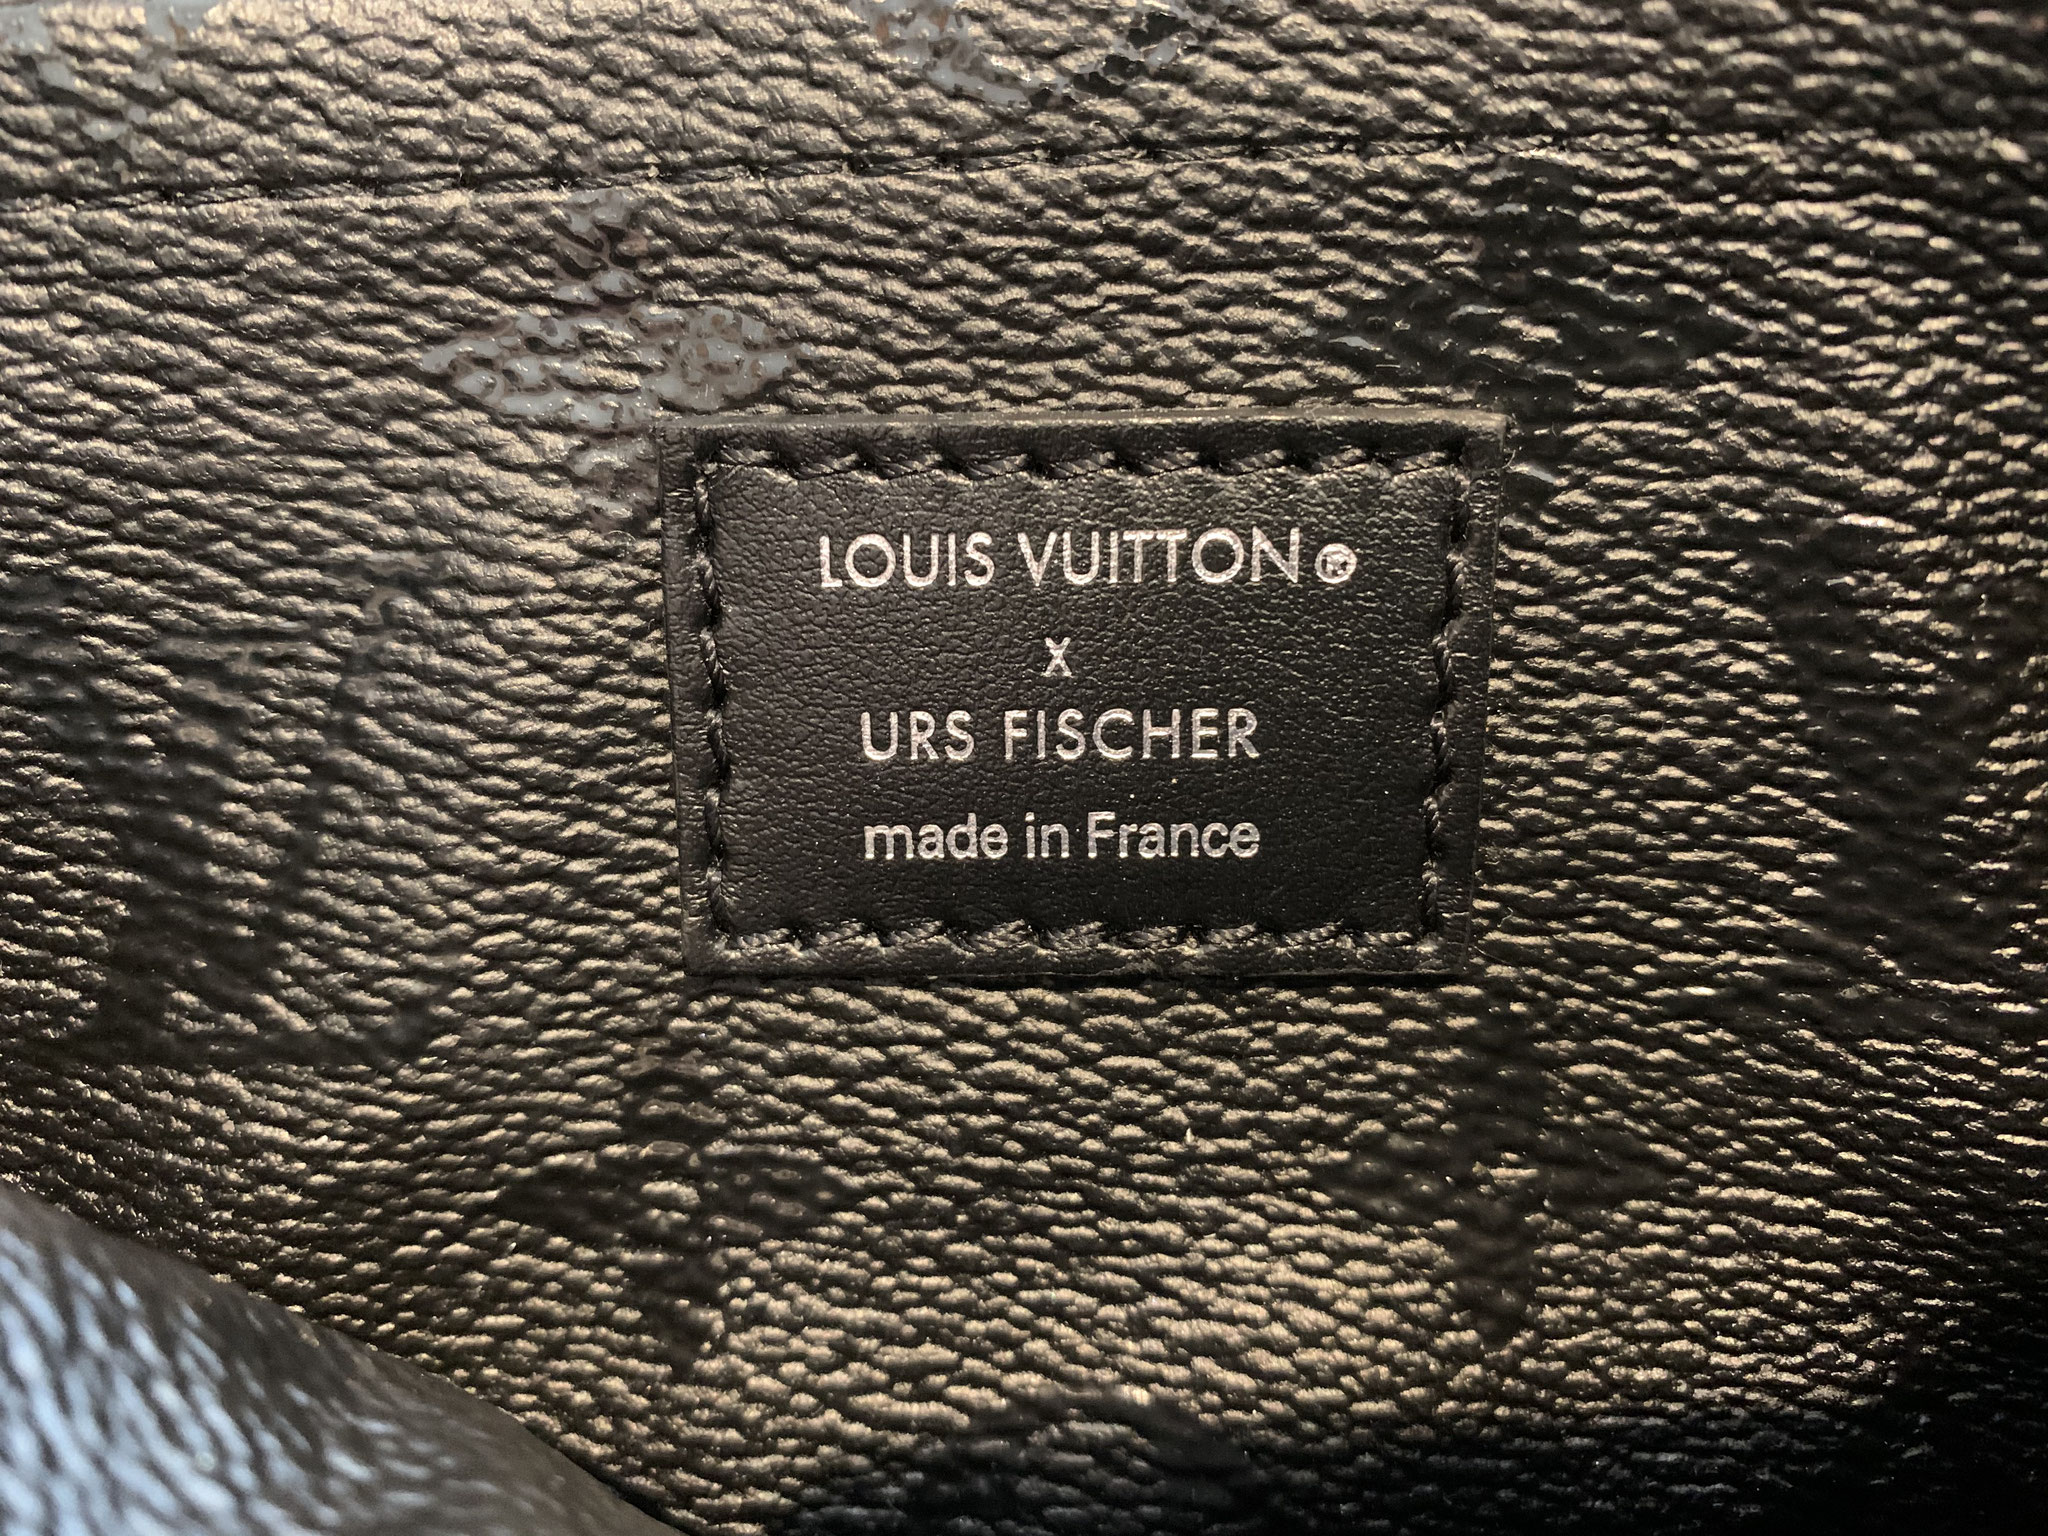 LOUIS VUITTON®
X
URS FISCHER
made in France